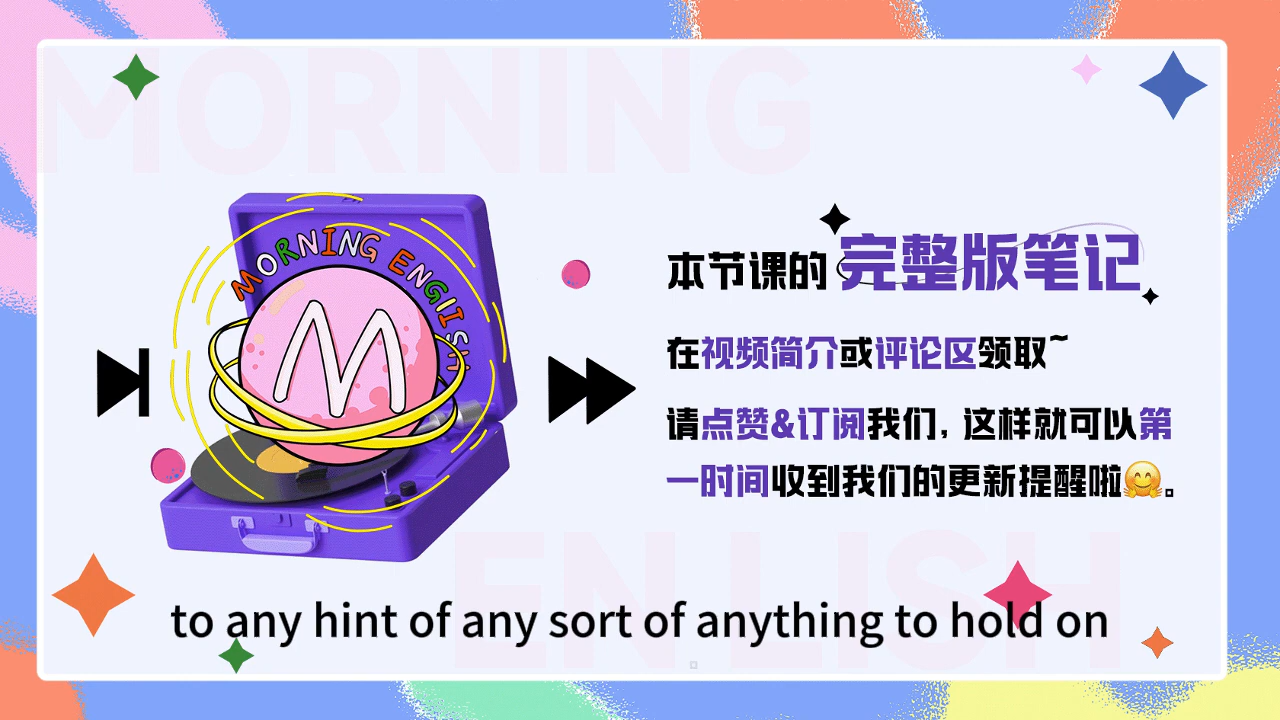 MORNING
MORNING ENGLISH
M
本节课的 完整版笔记
在视频简介或评论区领取~
请点赞&订阅我们，这样就可以第
一时间收到我们的更新提醒啦🤗。
EN LISH
to any hint of any sort of anything to hold on